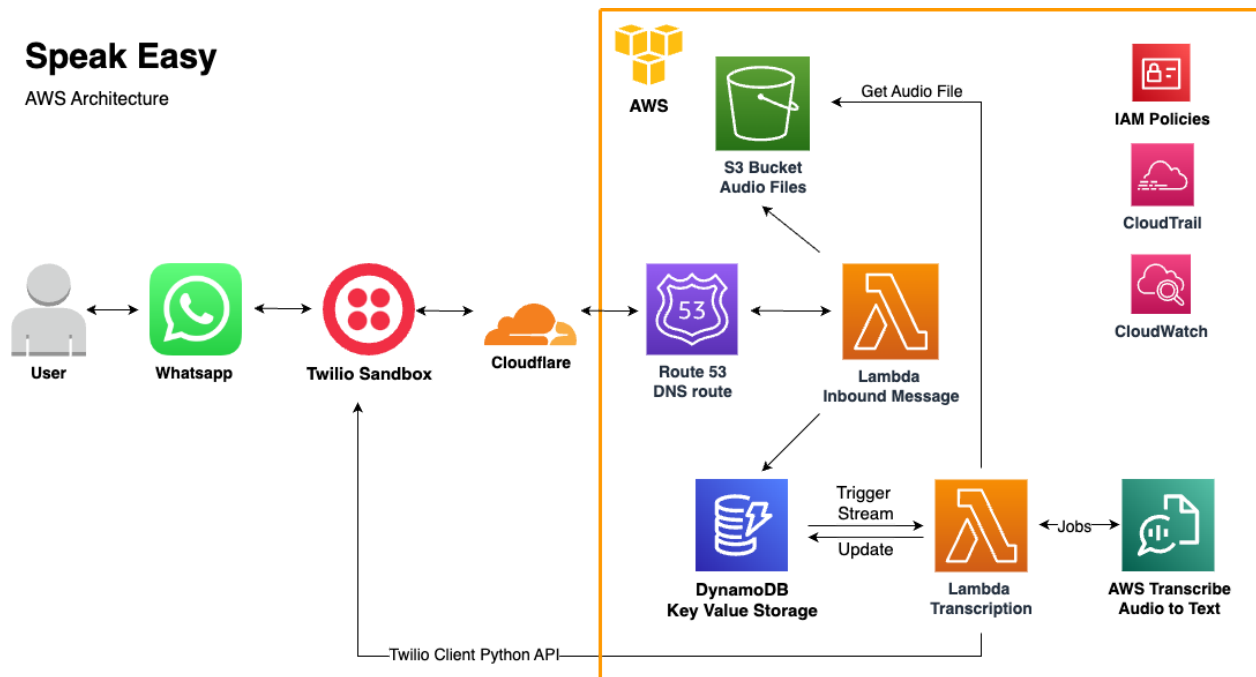 Speak Easy
AWS Architecture
AWS
S3 Bucket
Audio Files
Get Audio File
IAM Policies
CloudTrail
CloudWatch
User
Whatsapp
Twilio Sandbox
Cloudflare
53
Route 53
DNS route
Lambda
Inbound Message
DynamoDB
Key Value Storage
Trigger
Stream
Update
Lambda
Transcription
Jobs
AWS Transcribe
Audio to Text
Twilio Client Python API